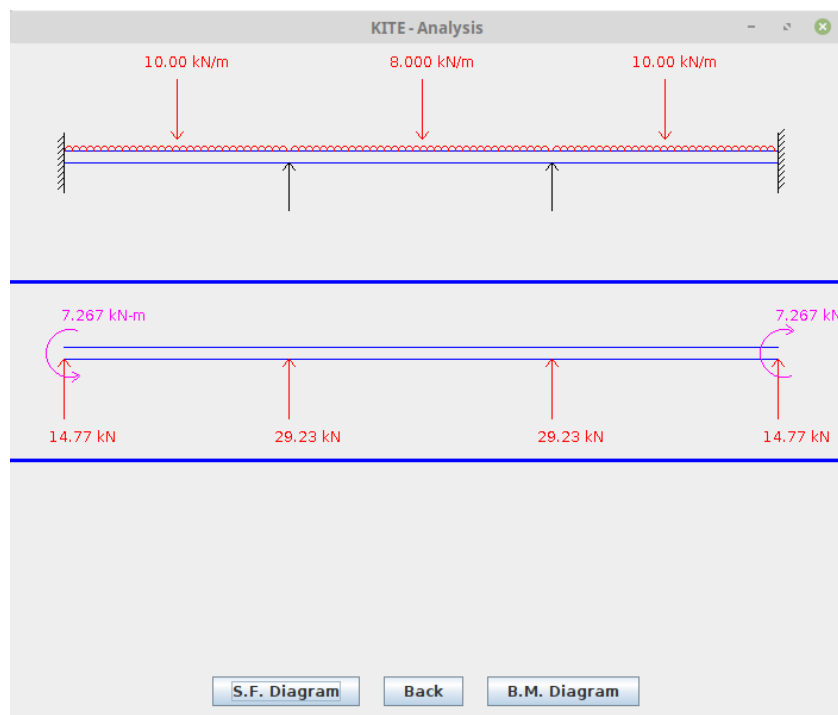 KITE - Analysis
10.00 kN/m 8.000 kN/m 10.00 kN/m
7.267 kN-m 7.267 kN
14.77 kN 29.23 kN 29.23 kN 14.77 kN
S.F. Diagram Back B.M. Diagram